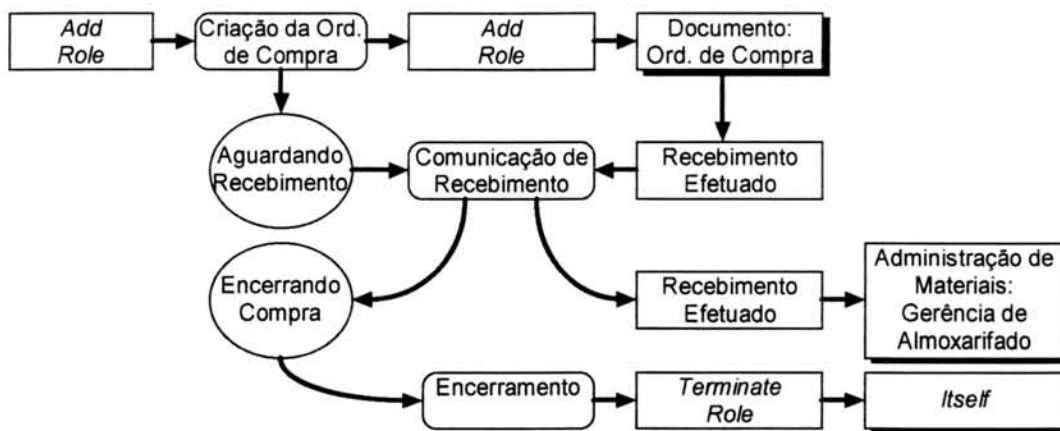 Add
Role
Criação da Ord.
de Compra
Add
Role
Documento:
Ord. de Compra
Aguardando
Recebimento
Comunicação de
Recebimento
Recebimento
Efetuado
Encerrando
Compra
Recebimento
Efetuado
Administração de
Materiais:
Gerência de
Almoxarifado
Encerramento
Terminate
Role
Itself